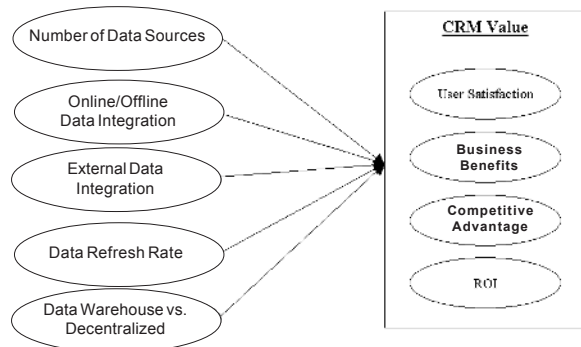 Number of Data Sources
Online/Offline
Data Integration
External Data
Integration
Data Refresh Rate
Data Warehouse vs.
Decentralized
CRM Value
User Satisfaction
Business
Benefits
Competitive
Advantage
ROI